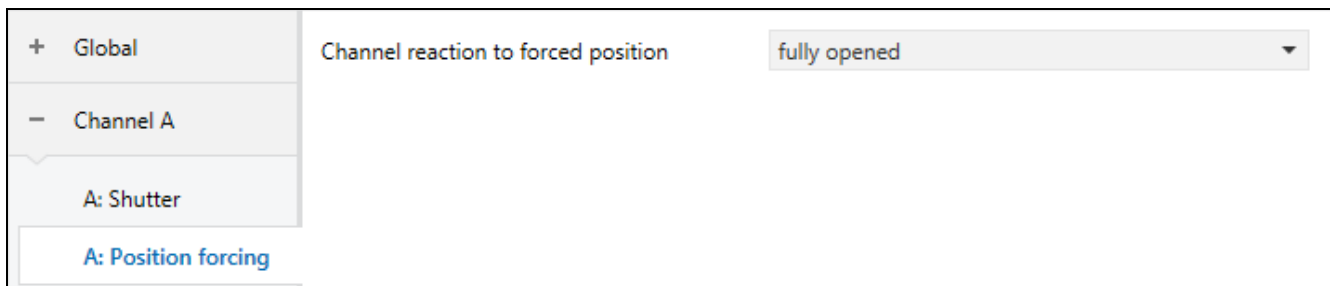 + Global
Channel reaction to forced position fully opened
− Channel A
A: Shutter
A: Position forcing